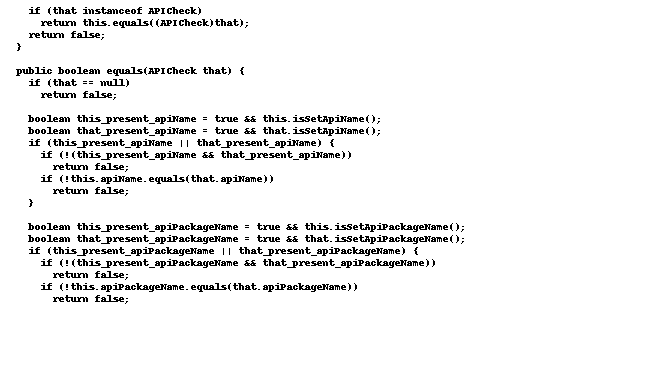 if (that instanceof APICheck)
return this.equals((APICheck)that);
return false;
}
public boolean equals(APICheck that) {
if (that == null)
return false;
boolean this_present_apiName = true && this.isSetApiName();
boolean that_present_apiName = true && that.isSetApiName();
if (this_present_apiName || that_present_apiName) {
if (!(this_present_apiName && that_present_apiName))
return false;
if (!this.apiName.equals(that.apiName))
return false;
}
boolean this_present_apiPackageName = true && this.isSetApiPackageName();
boolean that_present_apiPackageName = true && that.isSetApiPackageName();
if (this_present_apiPackageName || that_present_apiPackageName) {
if (!(this_present_apiPackageName && that_present_apiPackageName))
return false;
if (!this.apiPackageName.equals(that.apiPackageName))
return false;